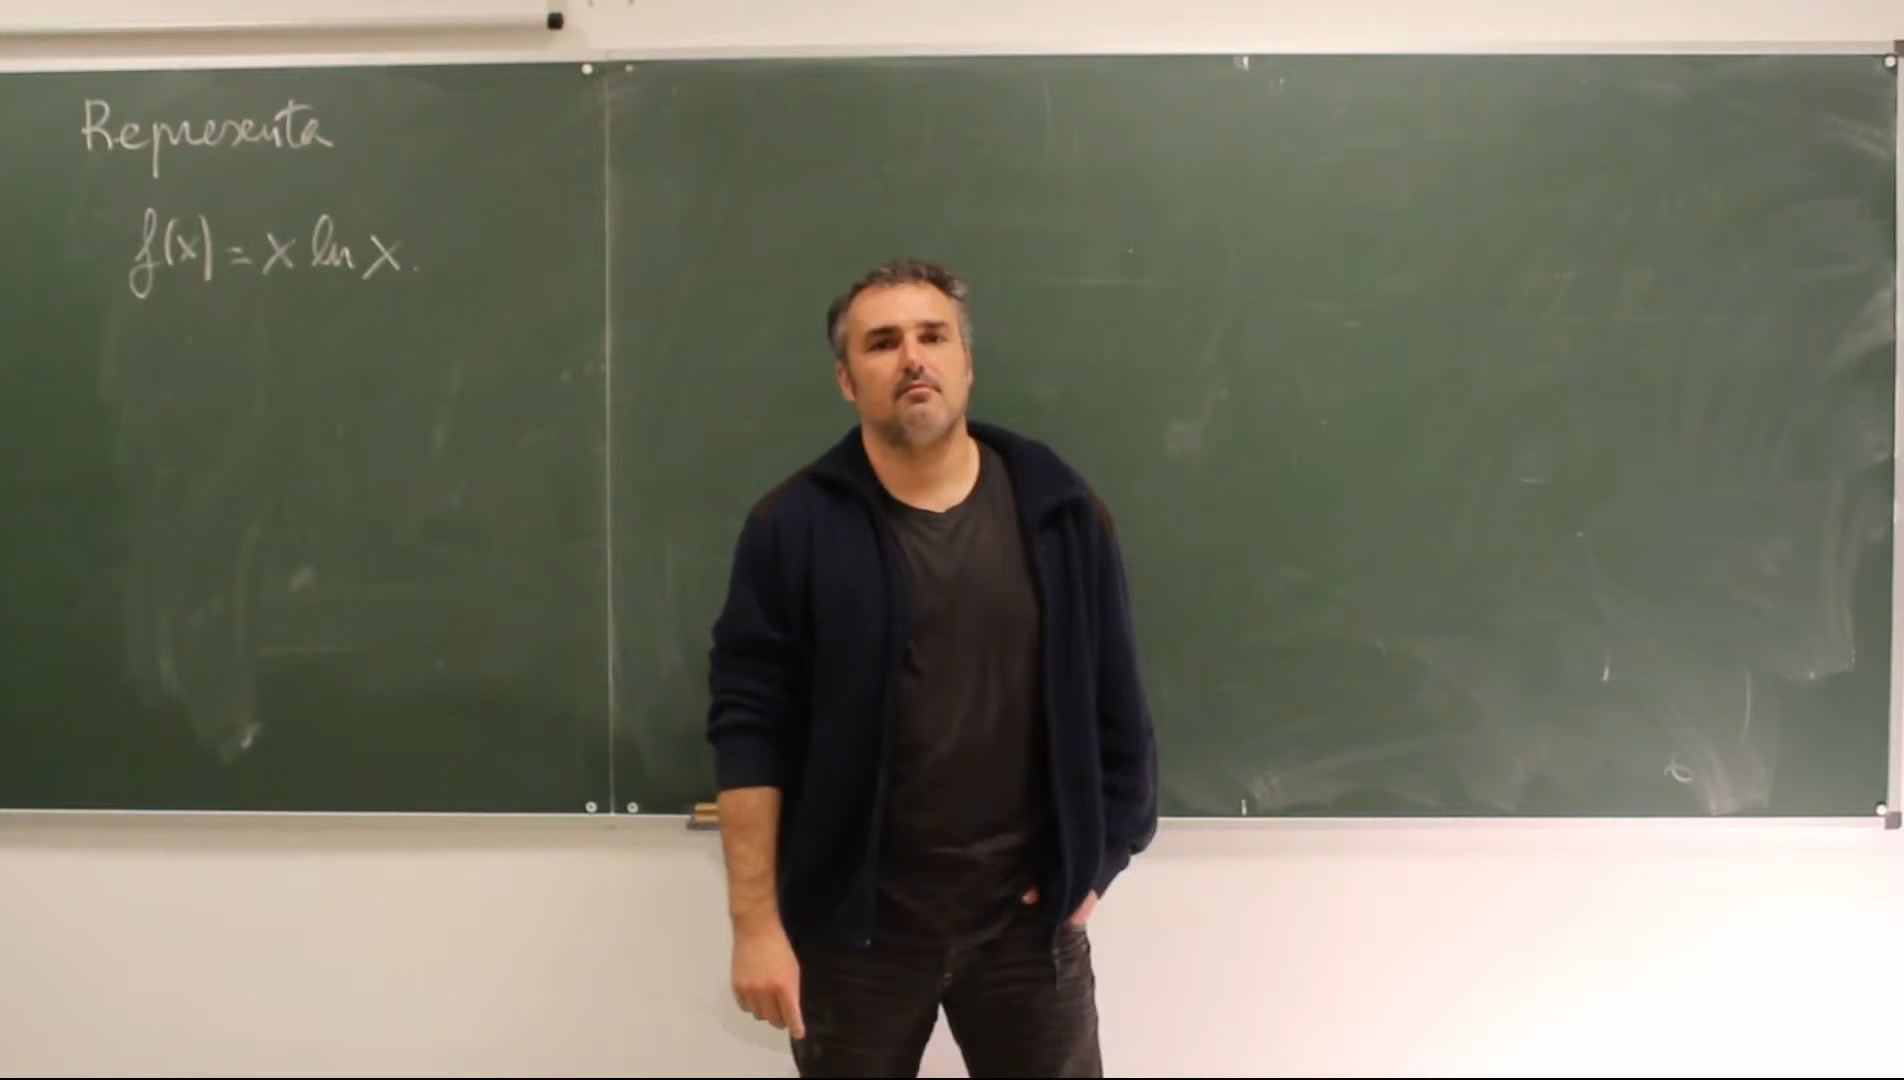 Representa
f(x) = x ln x.